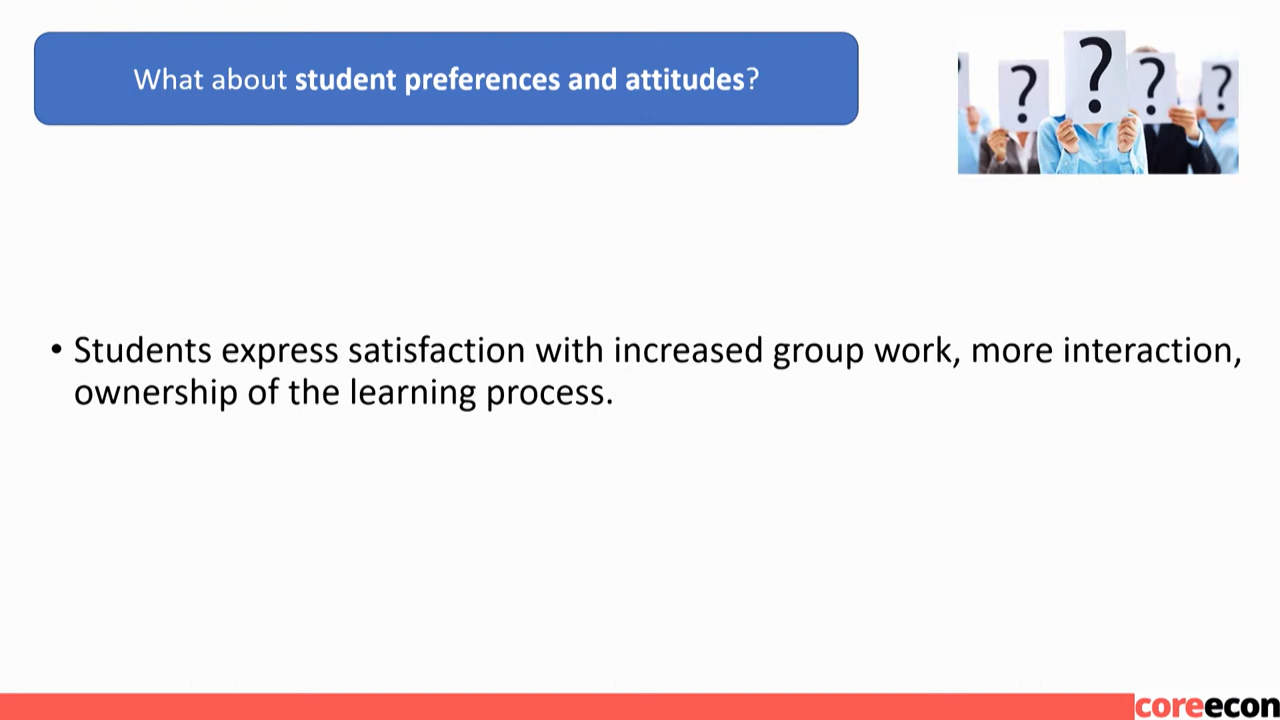 What about student preferences and attitudes?
? ? ? ?
• Students express satisfaction with increased group work, more interaction,
ownership of the learning process.
coreecon